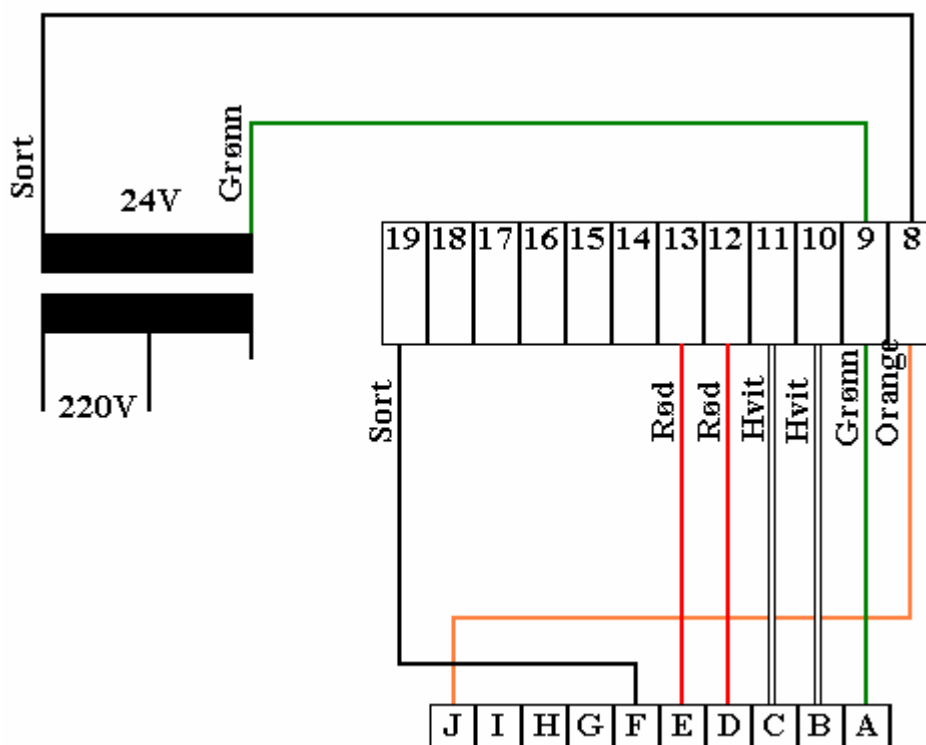 Sort
Grønn
24V
220V
19 18 17 16 15 14 13 12 11 10 9 8
Sort
Rød
Rød
Hvit
Hvit
Grønn
Orange
J I H G F E D C B A